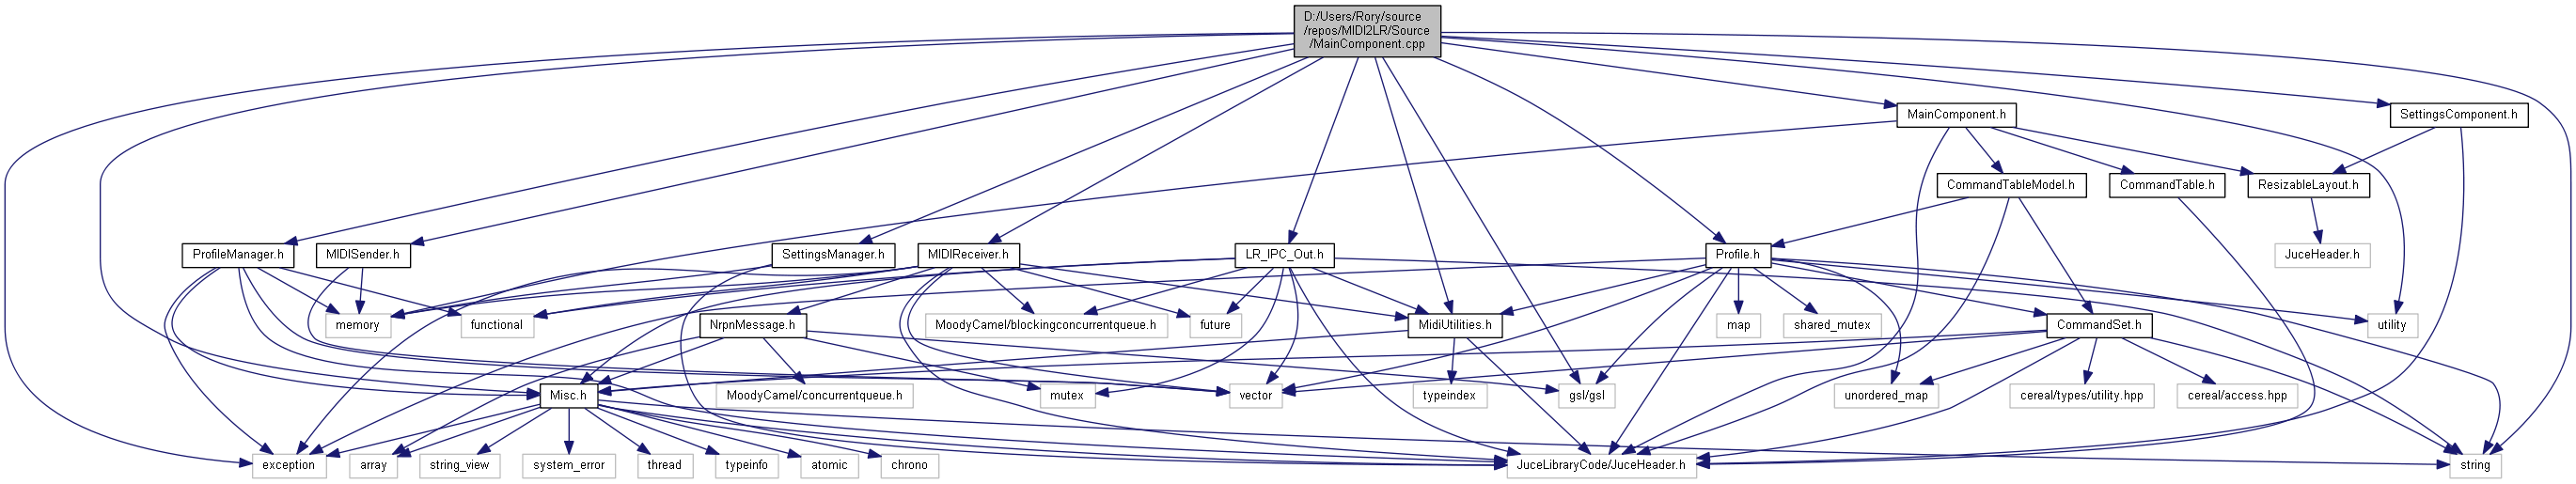 D:/Users/Rory/source
/repos/MIDI2LR/Source
/MainComponent.cpp
MainComponent.h
SettingsComponent.h
CommandTableModel.h
CommandTable.h
ResizableLayout.h
ProfileManager.h
MIDISender.h
SettingsManager.h
MIDIReceiver.h
LR_IPC_Out.h
Profile.h
JuceHeader.h
memory
functional
NrpnMessage.h
MoodyCamel/blockingconcurrentqueue.h
future
MidiUtilities.h
map
shared_mutex
CommandSet.h
utility
Misc.h
MoodyCamel/concurrentqueue.h
mutex
vector
typeindex
gsl/gsl
unordered_map
cereal/types/utility.hpp
cereal/access.hpp
exception
array
string_view
system_error
thread
typeinfo
atomic
chrono
JuceLibraryCode/JuceHeader.h
string